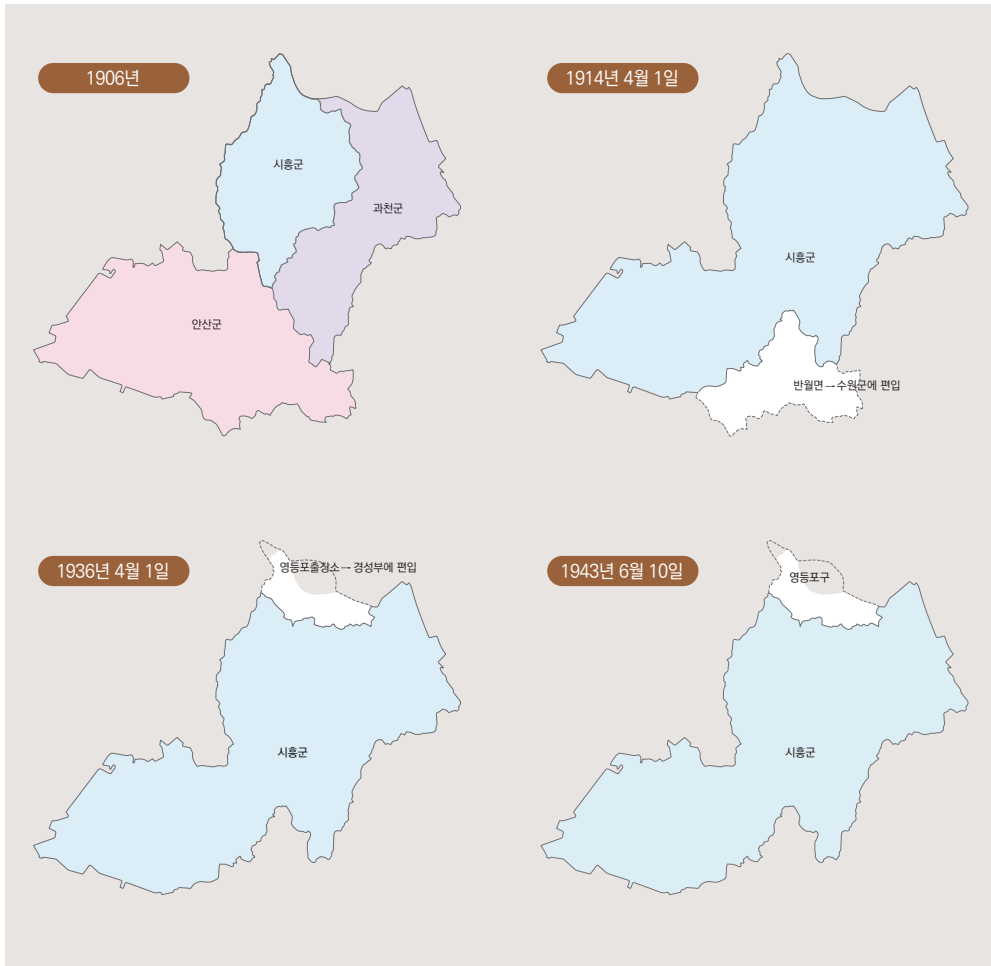 1906년
시흥군
과천군
안산군
1914년 4월 1일
시흥군
반월면→수원군에 편입
1936년 4월 1일
영등포출장소→경성부에 편입
시흥군
1943년 6월 10일
영등포구
시흥군